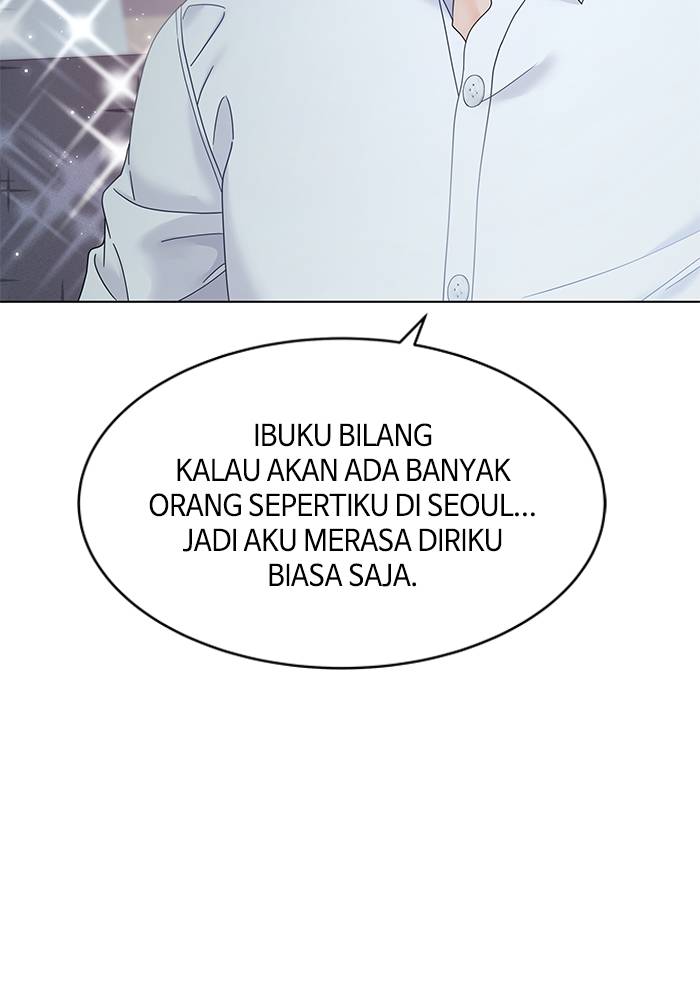 IBUKU BILANG
KALAU AKAN ADA BANYAK
ORANG SEPERTIKU DI SEOUL...
JADI AKU MERASA DIRIKU
BIASA SAJA.